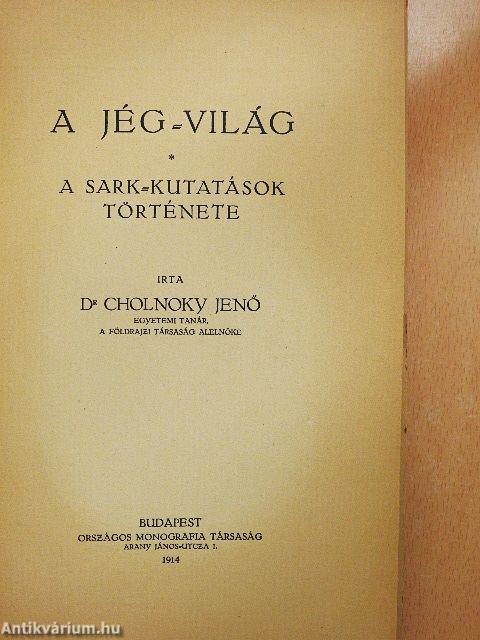 A JÉG-VILÁG
*
A SARK-KUTATÁSOK
TÖRTÉNETE
IRTA
Dr CHOLNOKY JENŐ
EGYETEMI TANÁR,
A FÖLDRAJZI TÁRSASÁG ALELNÖKE
BUDAPEST
ORSZÁGOS MONOGRAFIA TÁRSASÁG
ARANY JÁNOS-UTCZA 1.
1914
Antikvárium.hu